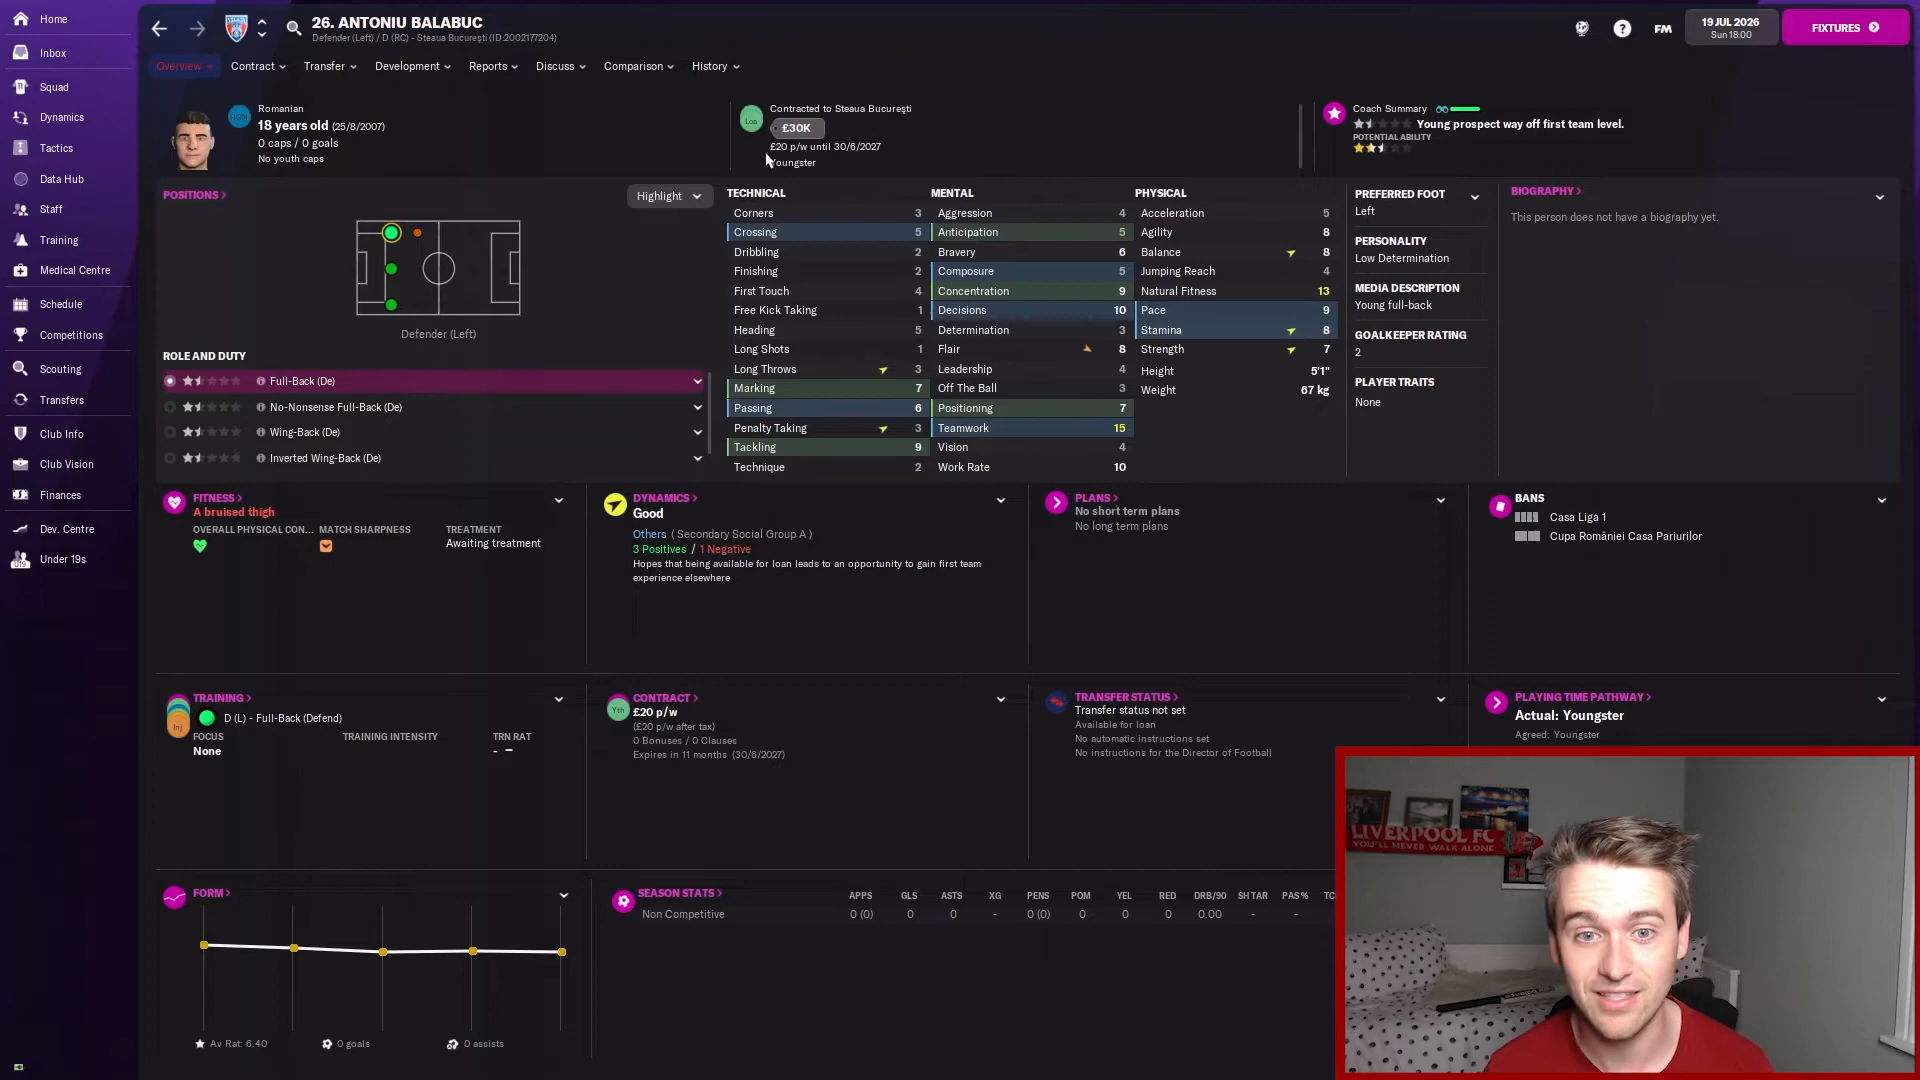 Home
Inbox
Squad
Dynamics
Tactics
Data Hub
Staff
Training
Medical Centre
Schedule
Competitions
Scouting
Transfers
Club Info
Club Vision
Finances
Dev. Centre
Under 19s
26. ANTONIU BALABUC
Defender (Left) / D (RC) - Steaua București (ID:2002177204)
FM
19 JUL 2026
Sun 18:00
FIXTURES
Overview Contract Transfer Development Reports Discuss Comparison History
HGN
Romanian
18 years old (25/8/2007)
0 caps / 0 goals
No youth caps
Loa
Contracted to Steaua București
£30K
£20 p/w until 30/6/2027
Youngster
Coach Summary
Young prospect way off first team level.
POTENTIAL ABILITY
POSITIONS >
Highlight
Defender (Left)
ROLE AND DUTY
Full-Back (De)
No-Nonsense Full-Back (De)
Wing-Back (De)
Inverted Wing-Back (De)
TECHNICAL
Corners 3
Crossing 5
Dribbling 2
Finishing 2
First Touch 4
Free Kick Taking 1
Heading 5
Long Shots 1
Long Throws 3
Marking 7
Passing 6
Penalty Taking 3
Tackling 9
Technique 2
MENTAL
Aggression 4
Anticipation 5
Bravery 6
Composure 5
Concentration 9
Decisions 10
Determination 3
Flair 8
Leadership 4
Off The Ball 3
Positioning 7
Teamwork 15
Vision 4
Work Rate 10
PHYSICAL
Acceleration 5
Agility 8
Balance 8
Jumping Reach 4
Natural Fitness 13
Pace 9
Stamina 8
Strength 7
Height 5'1"
Weight 67 kg
PREFERRED FOOT
Left
PERSONALITY
Low Determination
MEDIA DESCRIPTION
Young full-back
GOALKEEPER RATING
2
PLAYER TRAITS
None
BIOGRAPHY >
This person does not have a biography yet.
FITNESS >
A bruised thigh
OVERALL PHYSICAL CON... MATCH SHARPNESS TREATMENT
Awaiting treatment
DYNAMICS >
Good
Others ( Secondary Social Group A )
3 Positives / 1 Negative
Hopes that being available for loan leads to an opportunity to gain first team
experience elsewhere
PLANS >
No short term plans
No long term plans
BANS
Casa Liga 1
Cupa României Casa Pariurilor
TRAINING >
Inj
D (L) - Full-Back (Defend)
FOCUS TRAINING INTENSITY TRN RAT
None - -
CONTRACT >
Yth
£20 p/w
(£20 p/w after tax)
0 Bonuses / 0 Clauses
Expires in 11 months (30/6/2027)
TRANSFER STATUS >
Transfer status not set
Available for loan
No automatic instructions set
No instructions for the Director of Football
PLAYING TIME PATHWAY >
Actual: Youngster
Agreed: Youngster
FORM >
Av Rat: 6.40 0 goals 0 assists
SEASON STATS >
APPS GLS ASTS XG PENS POM YEL RED DRB/90 SH TAR PAS % TC
Non Competitive 0 (0) 0 0 - 0 (0) 0 0 0 0.00 - -
LIVERPOOL FC
YOU'LL NEVER WALK ALONE